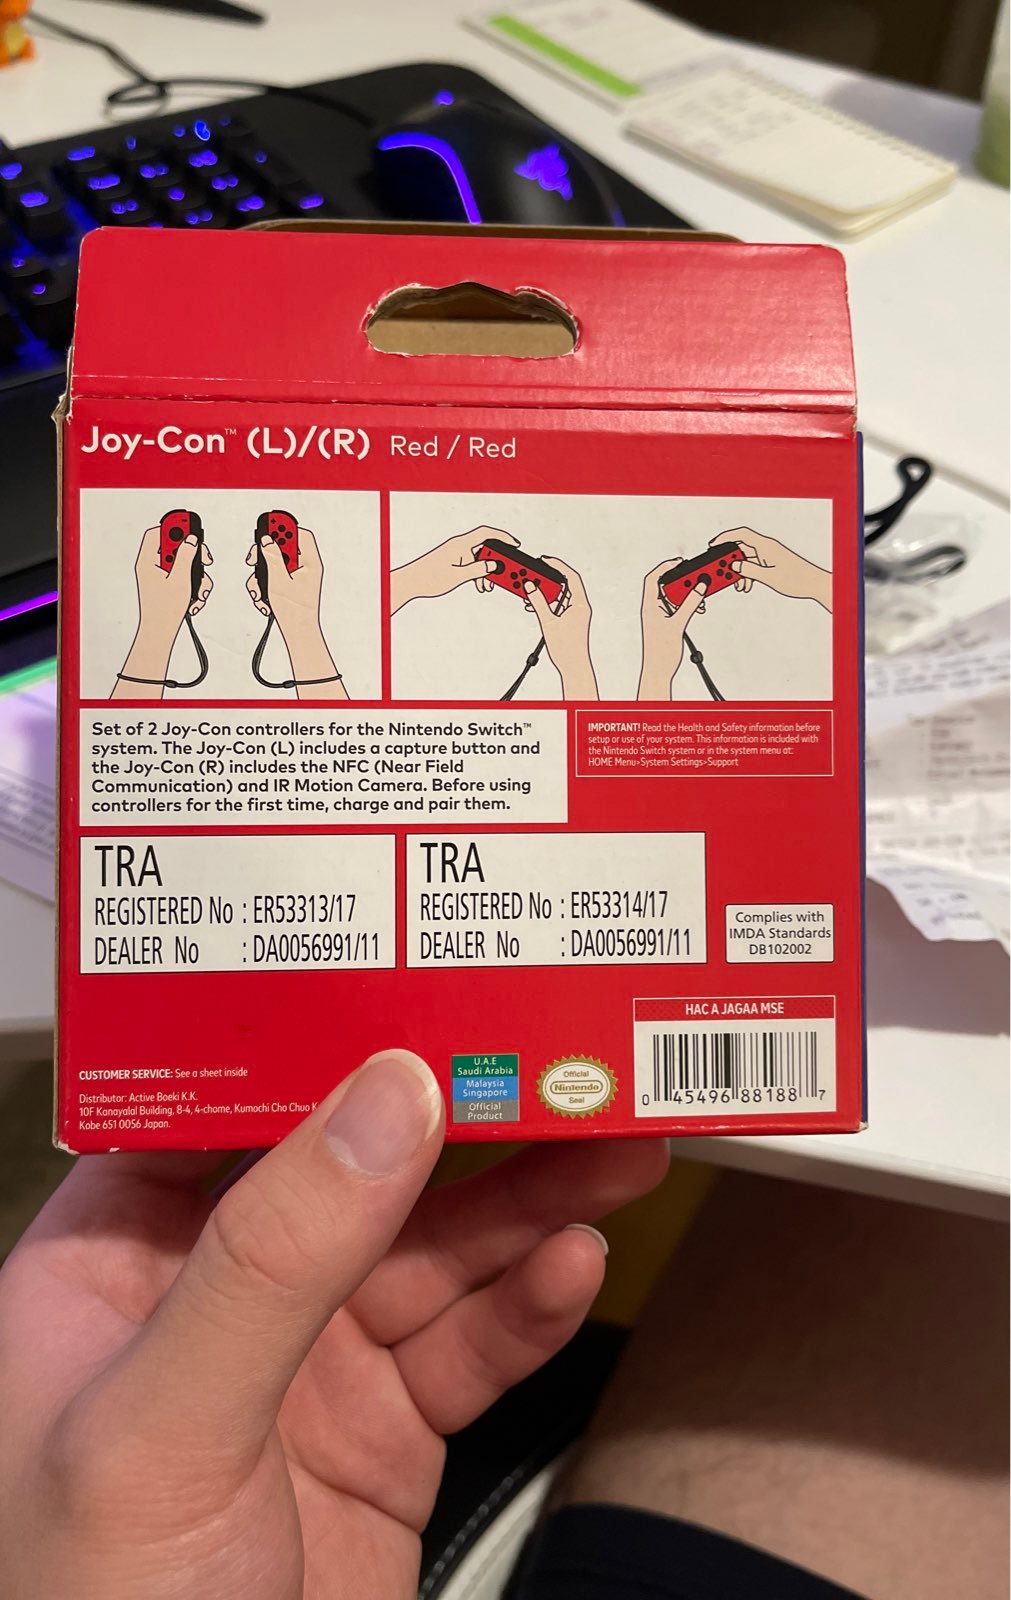 Joy-Con™ (L)/(R) Red / Red
Set of 2 Joy-Con controllers for the Nintendo Switch™
system. The Joy-Con (L) includes a capture button and
the Joy-Con (R) includes the NFC (Near Field
Communication) and IR Motion Camera. Before using
controllers for the first time, charge and pair them.
IMPORTANT! Read the Health and Safety information before
setup or use of your system. This information is included with
the Nintendo Switch system or in the system menu at:
HOME Menu>System Settings>Support
TRA
REGISTERED No : ER53313/17
DEALER No : DA0056991/11
TRA
REGISTERED No : ER53314/17
DEALER No : DA0056991/11
Complies with
IMDA Standards
DB102002
HAC A JAGAA MSE
0 45496 88188 7
CUSTOMER SERVICE: See a sheet inside
Distributor: Active Boeki K.K.
10F Kanayalal Building, 8-4, 4-chome, Kumochi Cho Chuo K
Kobe 651 0056 Japan.
U.A.E
Saudi Arabia
Malaysia
Singapore
Official
Product
Official
Nintendo
Seal